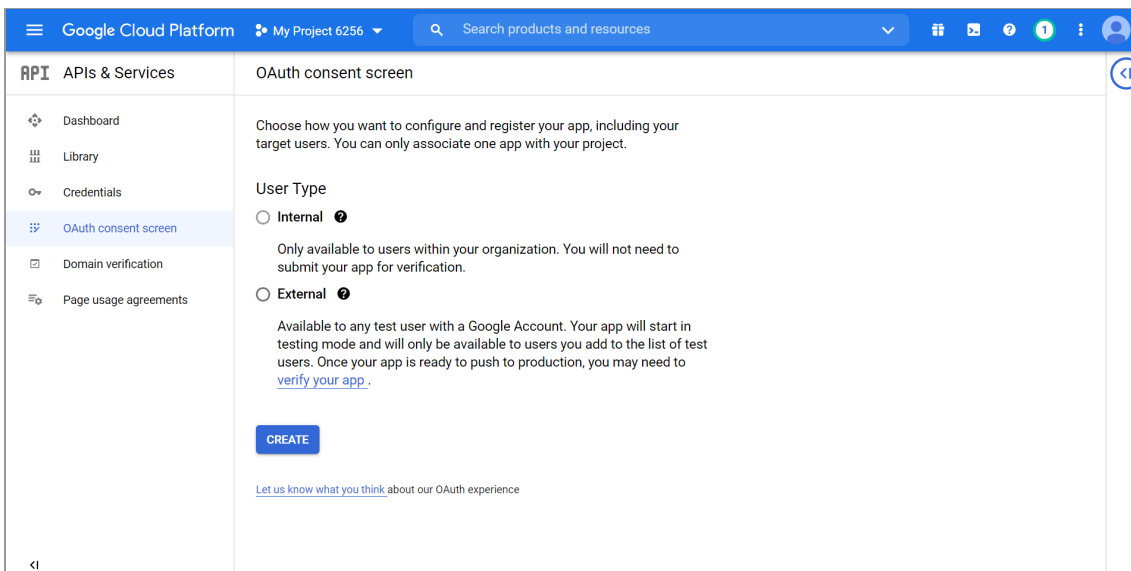 Google Cloud Platform My Project 6256 Search products and resources 1
API APIs & Services OAuth consent screen
Dashboard
Library
Credentials
OAuth consent screen
Domain verification
Page usage agreements
Choose how you want to configure and register your app, including your
target users. You can only associate one app with your project.
User Type
Internal
Only available to users within your organization. You will not need to
submit your app for verification.
External
Available to any test user with a Google Account. Your app will start in
testing mode and will only be available to users you add to the list of test
users. Once your app is ready to push to production, you may need to
verify your app .
CREATE
Let us know what you think about our OAuth experience